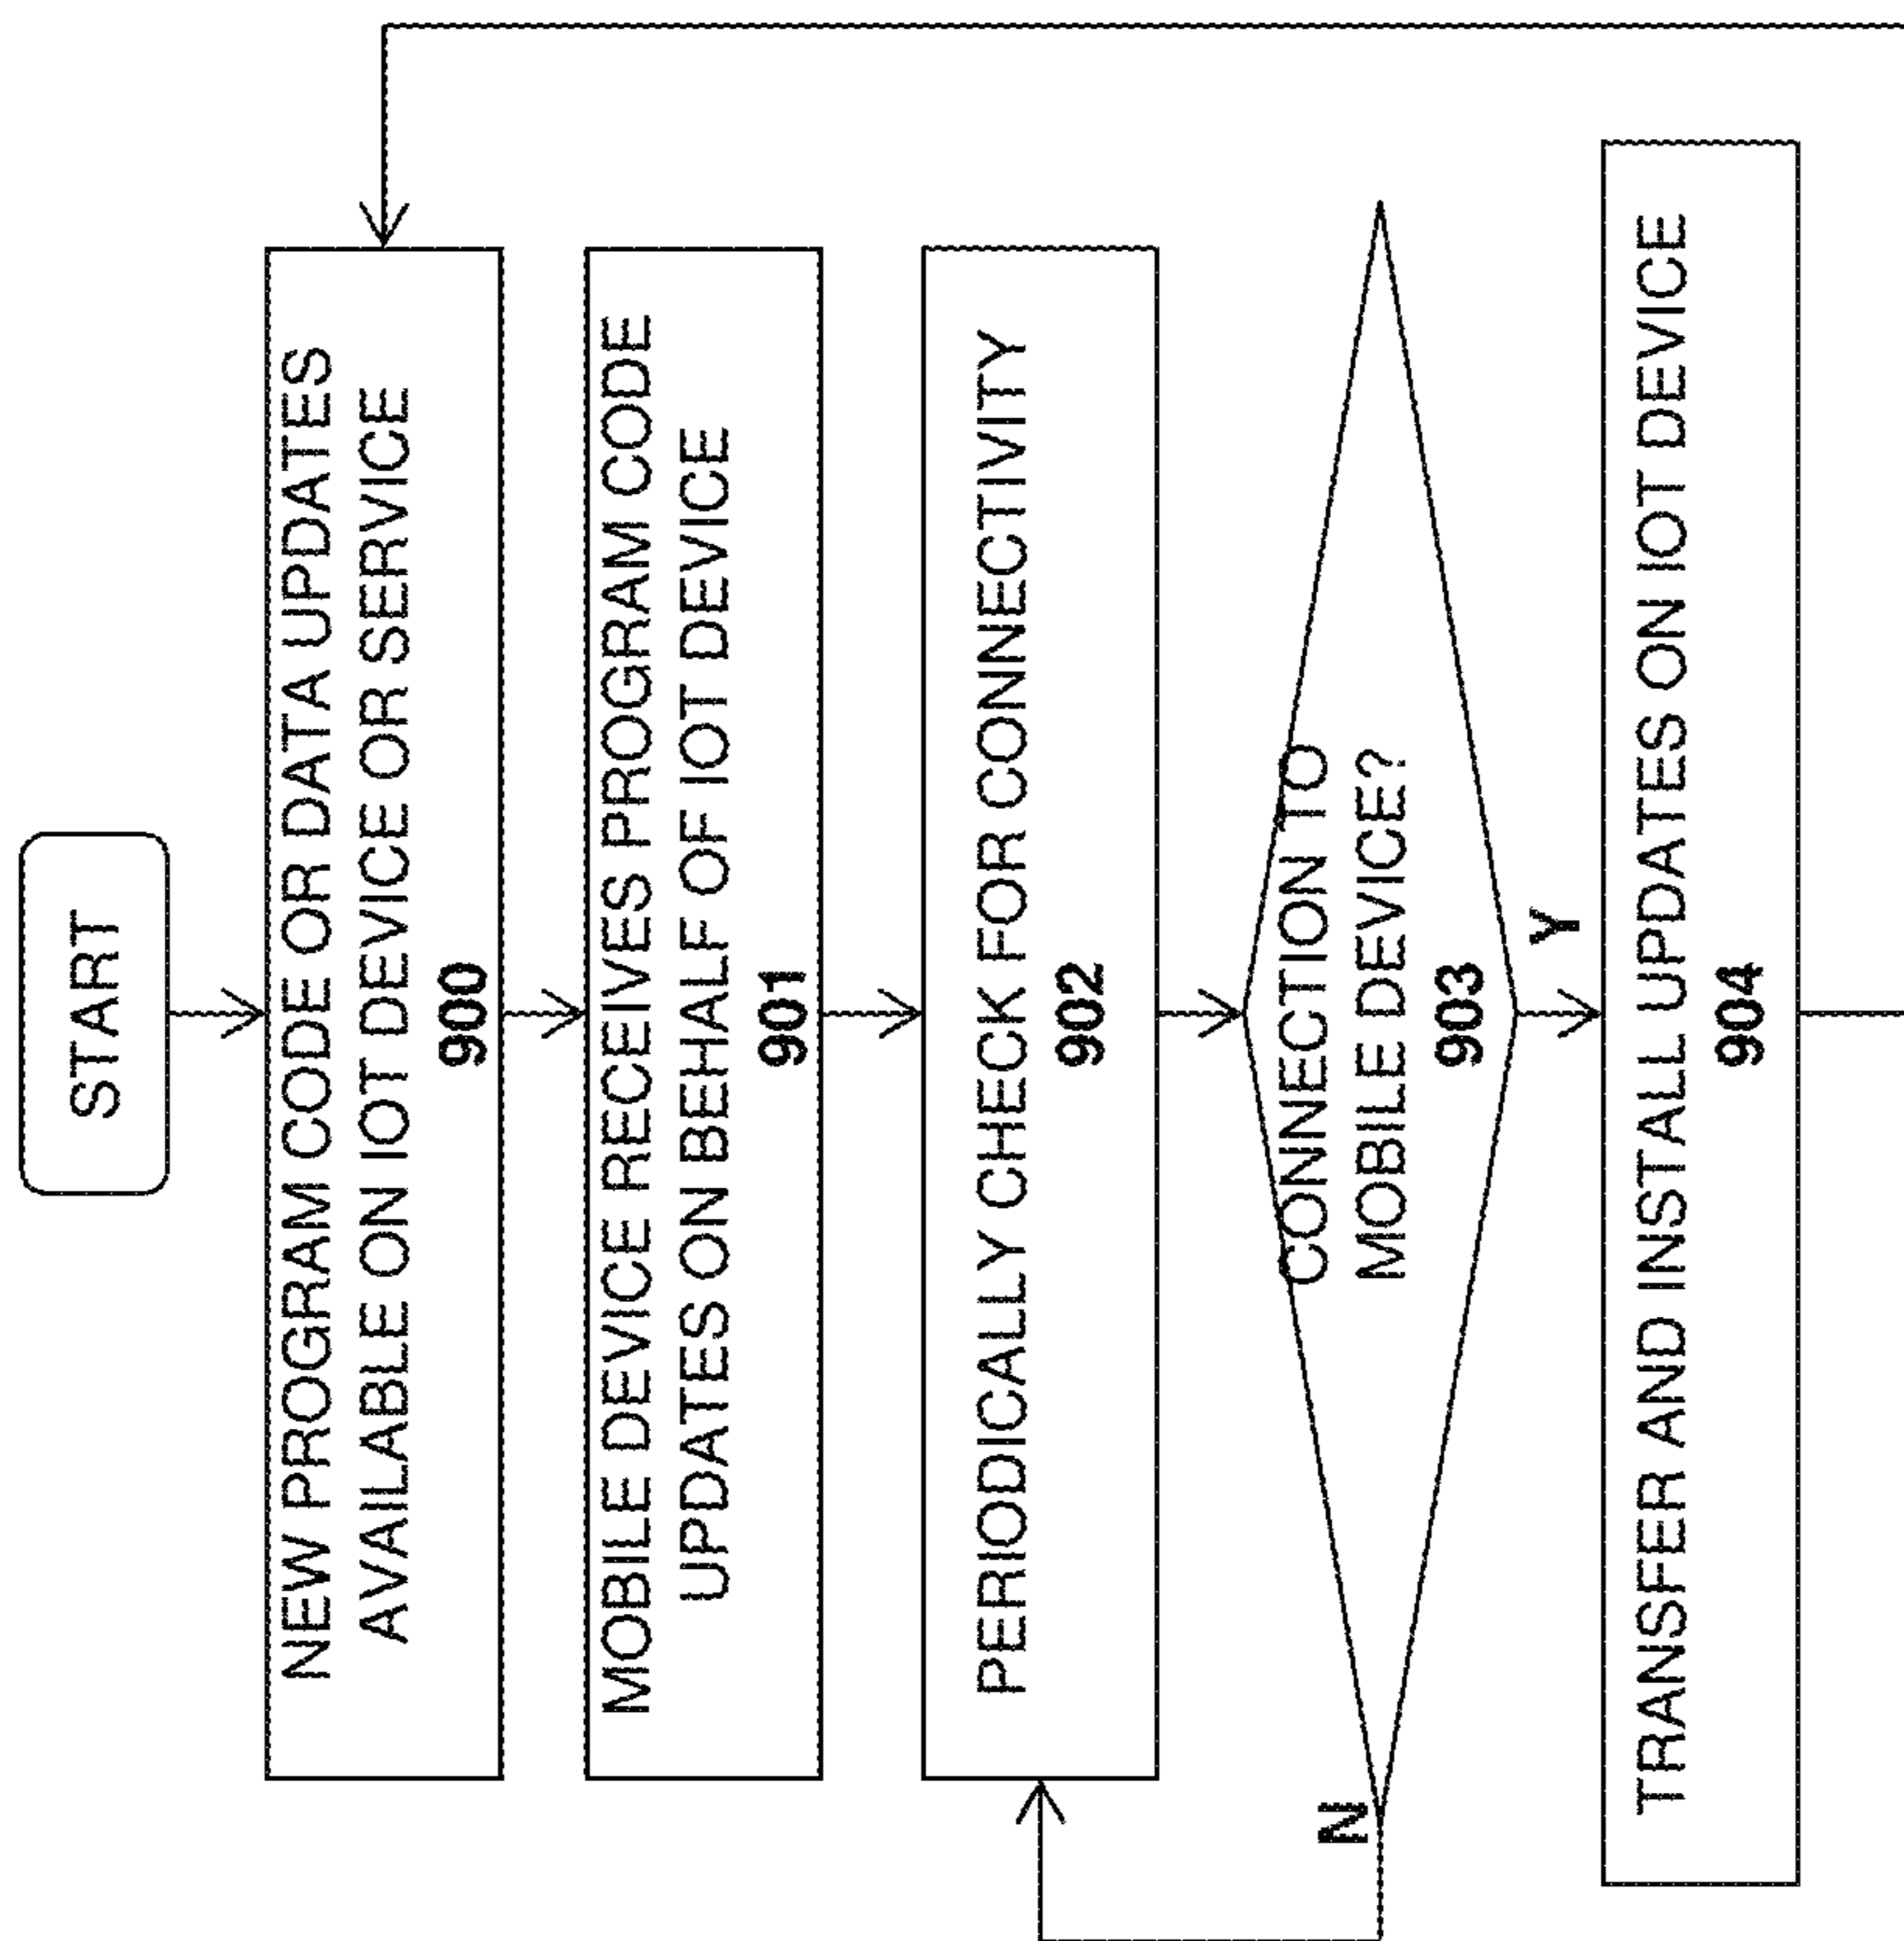 START
NEW PROGRAM CODE OR DATA UPDATES
AVAILABLE ON IOT DEVICE OR SERVICE
900
MOBILE DEVICE RECEIVES PROGRAM CODE
UPDATES ON BEHALF OF IOT DEVICE
901
PERIODICALLY CHECK FOR CONNECTIVITY
902
CONNECTION TO
MOBILE DEVICE?
903
N
Y
TRANSFER AND INSTALL UPDATES ON IOT DEVICE
904